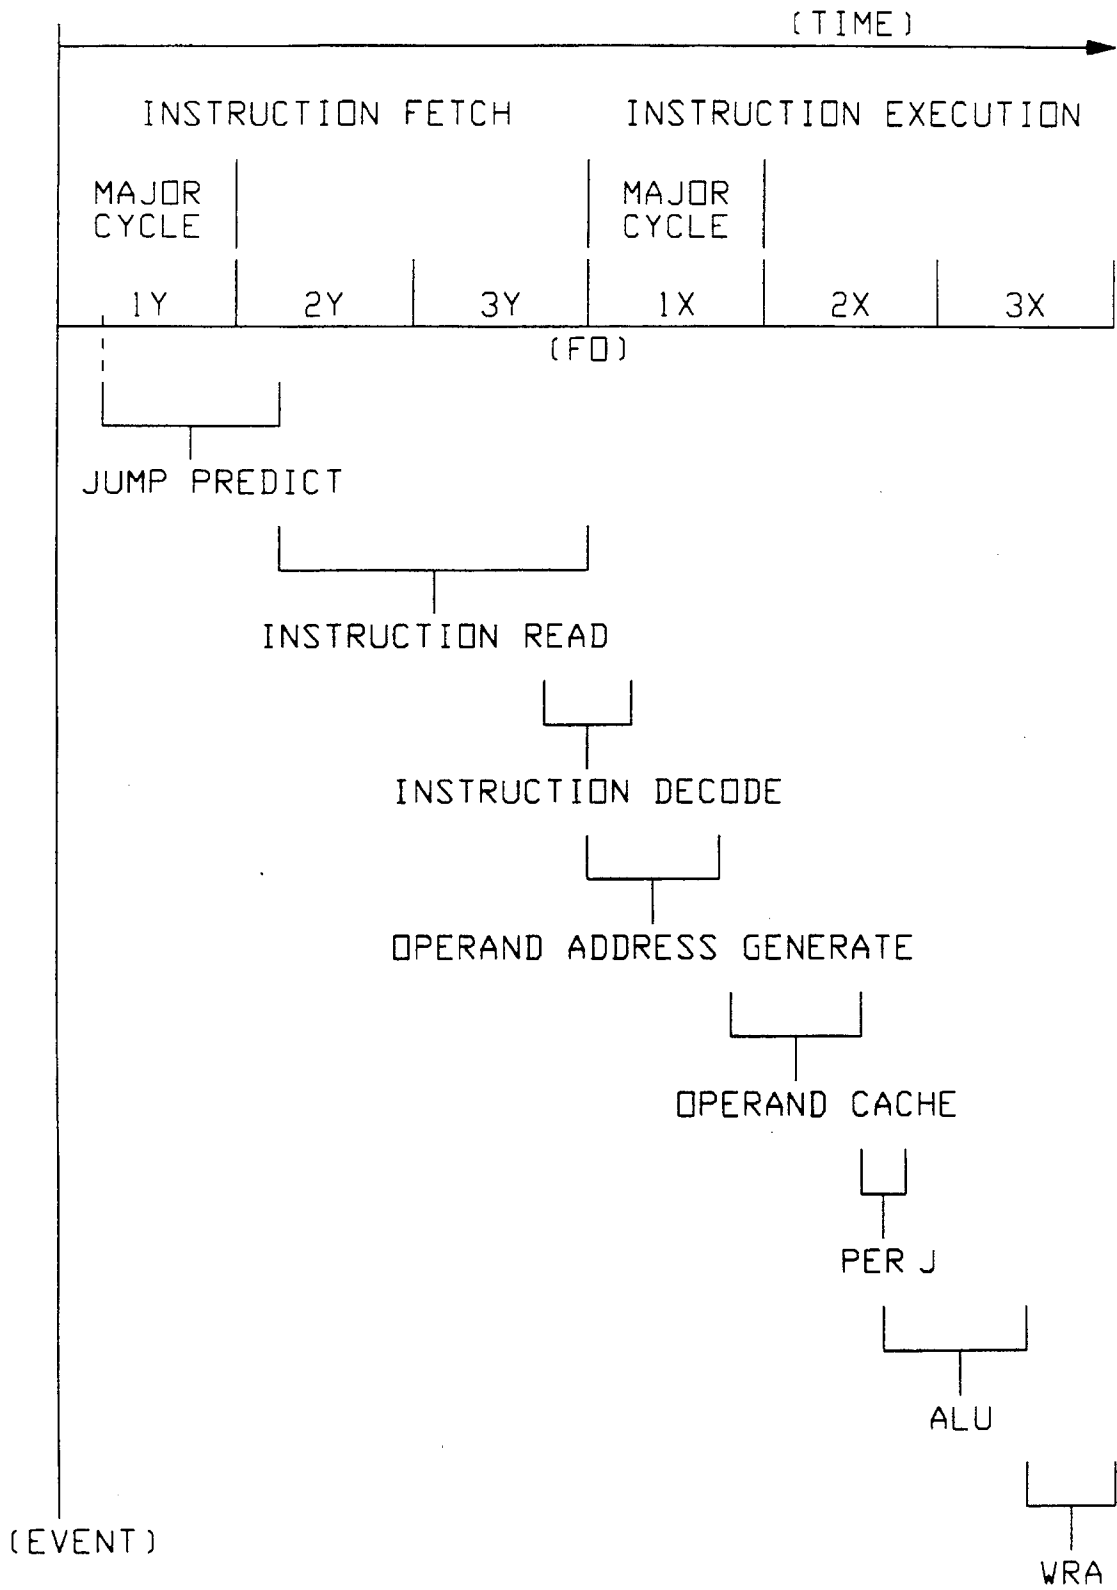 (TIME)
INSTRUCTION FETCH INSTRUCTION EXECUTION
MAJOR
CYCLE
MAJOR
CYCLE
1Y 2Y 3Y 1X 2X 3X
(FO)
JUMP PREDICT
INSTRUCTION READ
INSTRUCTION DECODE
OPERAND ADDRESS GENERATE
OPERAND CACHE
PER J
ALU
(EVENT)
WRA